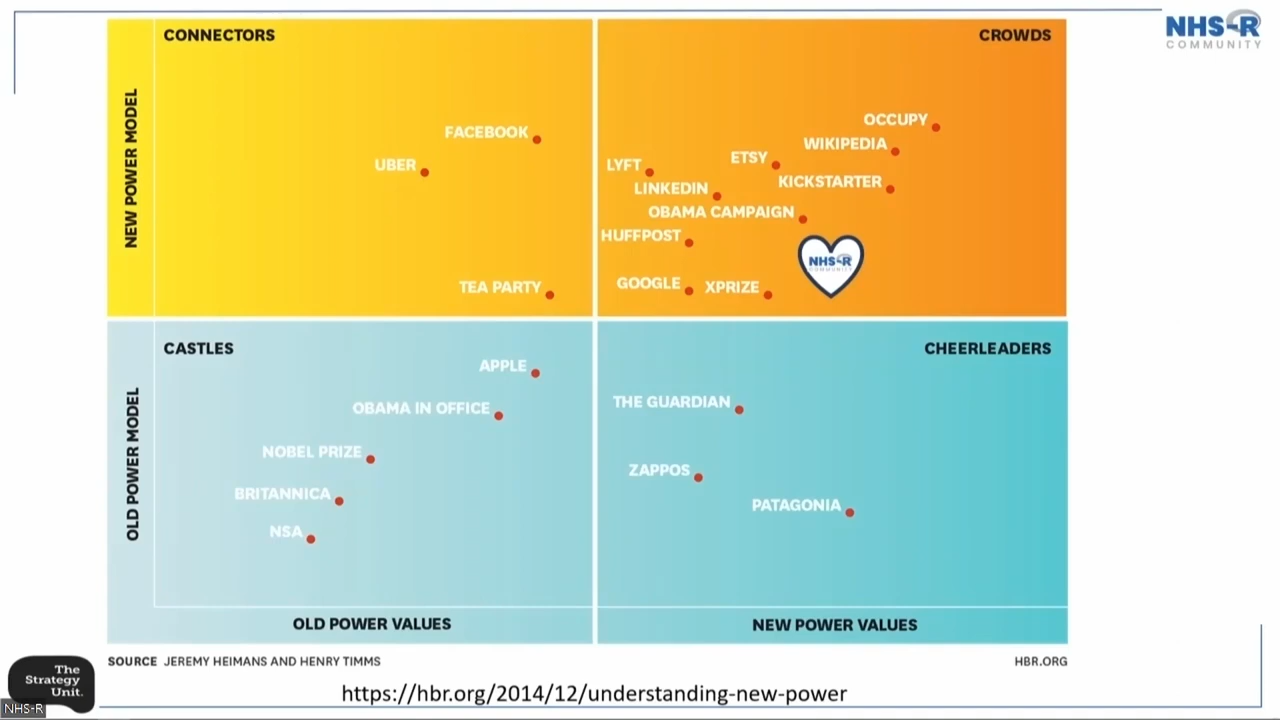 NHS-R
COMMUNITY
CONNECTORS
CROWDS
NEW POWER MODEL
FACEBOOK
UBER
TEA PARTY
OCCUPY
WIKIPEDIA
ETSY
LYFT
KICKSTARTER
LINKEDIN
OBAMA CAMPAIGN
HUFFPOST
NHS-R
COMMUNITY
GOOGLE
XPRIZE
OLD POWER MODEL
CASTLES
CHEERLEADERS
APPLE
OBAMA IN OFFICE
NOBEL PRIZE
BRITANNICA
NSA
THE GUARDIAN
ZAPPOS
PATAGONIA
OLD POWER VALUES
NEW POWER VALUES
SOURCE JEREMY HEIMANS AND HENRY TIMMS
HBR.ORG
https://hbr.org/2014/12/understanding-new-power
The
Strategy
Unit.
NHS-R